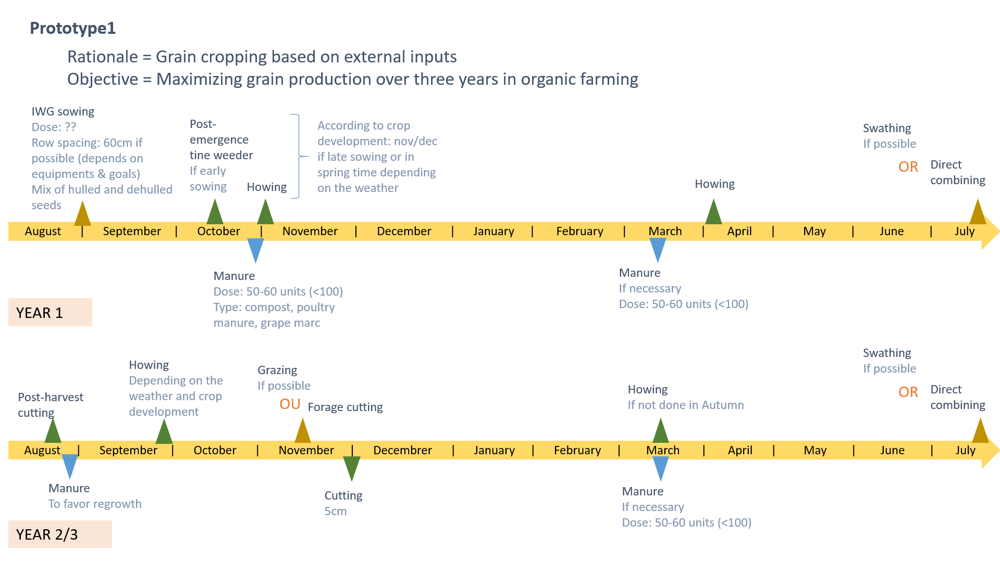 Prototype1
Rationale = Grain cropping based on external inputs
Objective = Maximizing grain production over three years in organic farming
IWG sowing
Dose: ??
Row spacing: 60cm if
possible (depends on
equipments & goals)
Mix of hulled and dehulled
seeds
Post-
emergence
tine weeder
If early
sowing
Howing
According to crop
development: nov/dec
if late sowing or in
spring time depending
on the weather
Howing
Swathing
If possible
OR
Direct
combining
August | September | October | November | December | January | February | March | April | May | June | July
Manure
Dose: 50-60 units (<100)
Type: compost, poultry
manure, grape marc
Manure
If necessary
Dose: 50-60 units (<100)
YEAR 1
Post-harvest
cutting
Howing
Depending on the
weather and crop
development
Grazing
If possible
OU Forage cutting
Howing
If not done in Autumn
Swathing
If possible
OR
Direct
combining
August | September | October | November | Decembrer | January | February | March | April | May | June | July
Manure
To favor regrowth
Cutting
5cm
Manure
If necessary
Dose: 50-60 units (<100)
YEAR 2/3